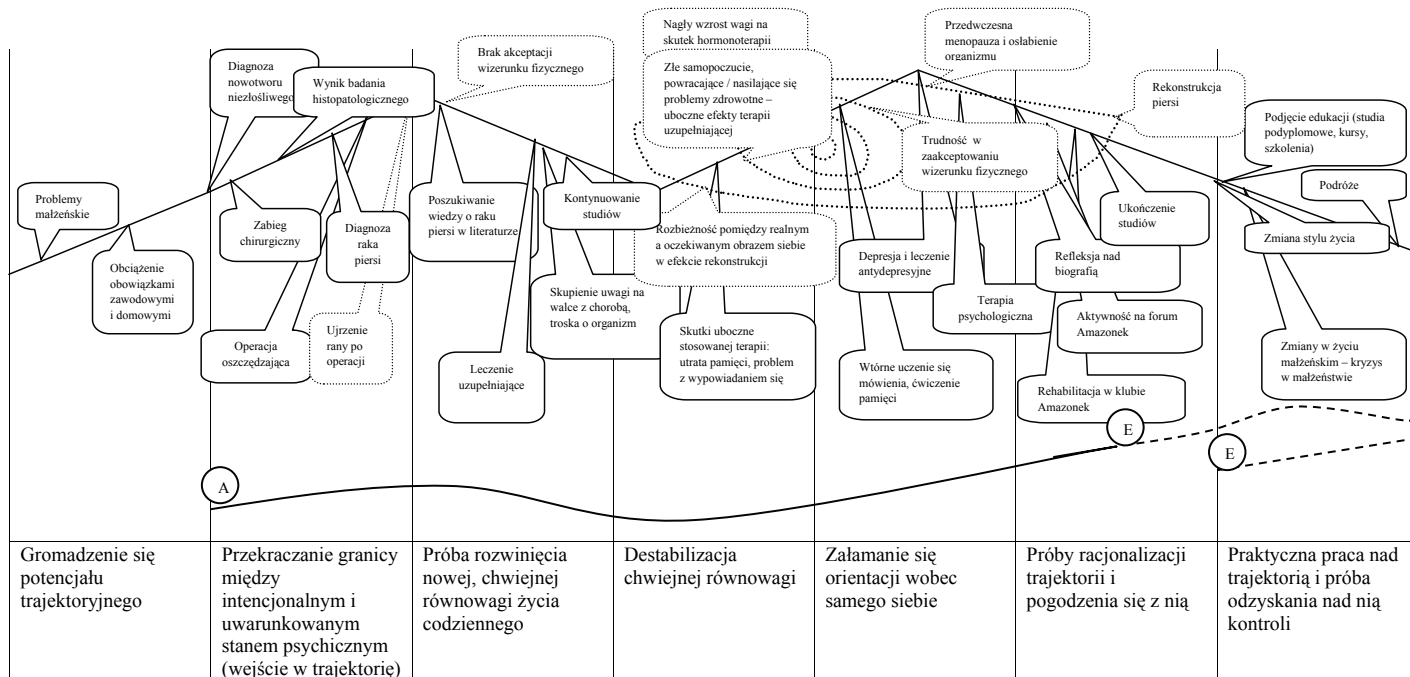 Problemy
małżeńskie
Obciążenie
obowiązkami
zawodowymi
i domowymi
Diagnoza
nowotworu
niezłośliwego
Wynik badania
histopatologicznego
Zabieg
chirurgiczny
Diagnoza
raka
piersi
Operacja
oszczędzająca
Ujrzenie
rany po
operacji
Brak akceptacji
wizerunku fizycznego
Poszukiwanie
wiedzy o raku
piersi w literaturze
Kontynuowanie
studiów
Skupienie uwagi na
walce z chorobą,
troska o organizm
Leczenie
uzupełniające
Nagły wzrost wagi na
skutek hormonoterapii
Złe samopoczucie,
powracające / nasilające się
problemy zdrowotne –
uboczne efekty terapii
uzupełniającej
Rozbieżność pomiędzy realnym
a oczekiwanym obrazem siebie
w efekcie rekonstrukcji
Skutki uboczne
stosowanej terapii:
utrata pamięci, problem
z wypowiadaniem się
Przedwczesna
menopauza i osłabienie
organizmu
Trudność w
zaakceptowaniu
wizerunku fizycznego
Depresja i leczenie
antydepresyjne
Terapia
psychologiczna
Wtórne uczenie się
mówienia, ćwiczenie
pamięci
Rekonstrukcja
piersi
Ukończenie
studiów
Refleksja nad
biografią
Aktywność na forum
Amazonek
Rehabilitacja w klubie
Amazonek
Podjęcie edukacji (studia
podyplomowe, kursy,
szkolenia)
Podróże
Zmiana stylu życia
Zmiany w życiu
małżeńskim – kryzys
w małżeństwie
A
E
E
Gromadzenie się
potencjału
trajektoryjnego
Przekraczanie granicy
między
intencjonalnym i
uwarunkowanym
stanem psychicznym
(wejście w trajektorię)
Próba rozwinięcia
nowej, chwiejnej
równowagi życia
codziennego
Destabilizacja
chwiejnej równowagi
Załamanie się
orientacji wobec
samego siebie
Próby racjonalizacji
trajektorii i
pogodzenia się z nią
Praktyczna praca nad
trajektorią i próba
odzyskania nad nią
kontroli